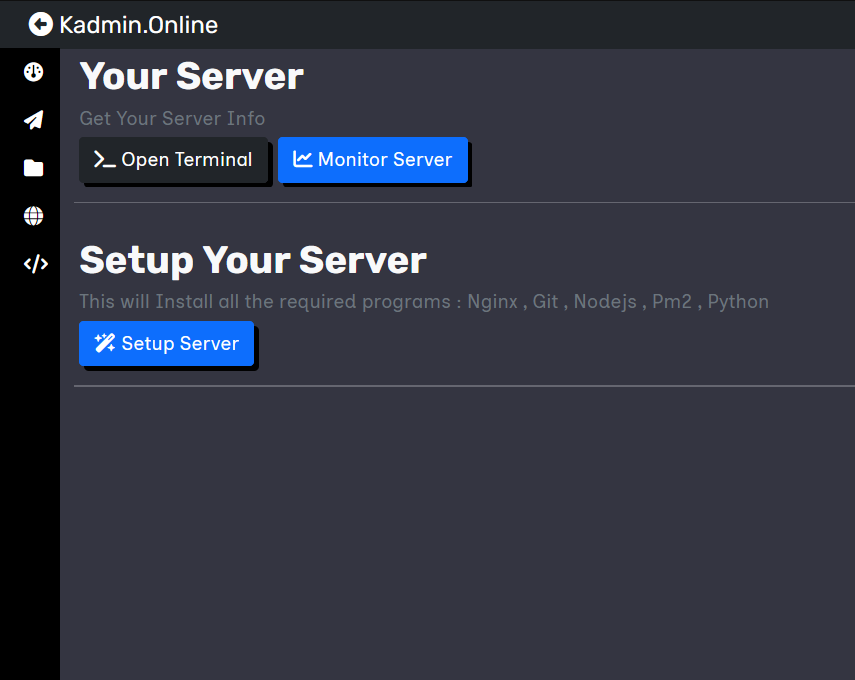 Kadmin.Online
Your Server
Get Your Server Info
Open Terminal
Monitor Server
Setup Your Server
This will Install all the required programs : Nginx , Git , Nodejs , Pm2 , Python
Setup Server